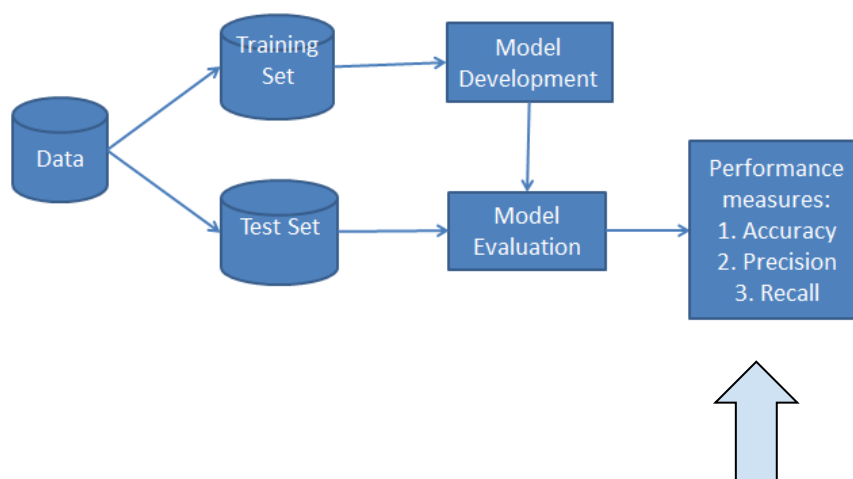 Training
Set
Model
Development
Data
Test Set
Model
Evaluation
Performance
measures:
1. Accuracy
2. Precision
3. Recall